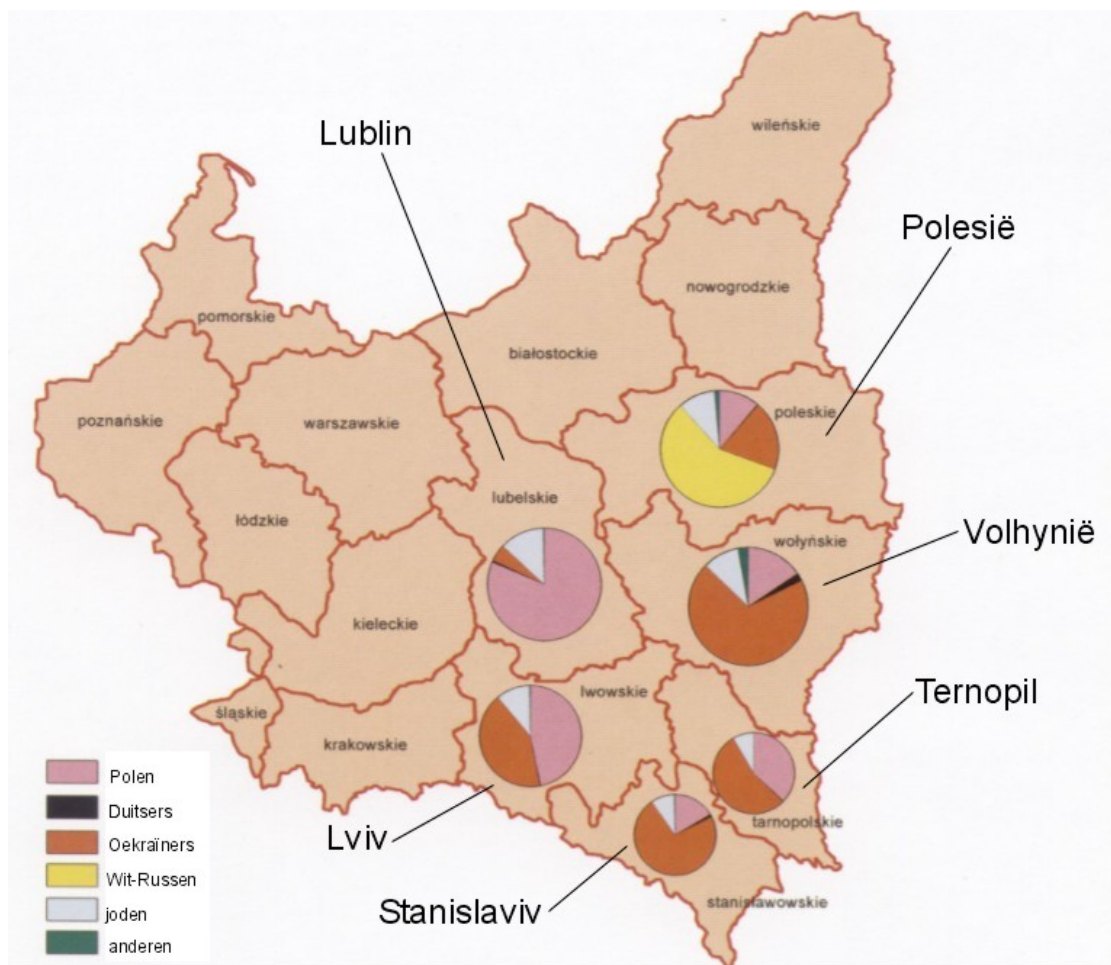 wileńskie
Lublin
Polesië
nowogrodzkie
pomorskie
białostockie
poznańskie
warszawskie
poleskie
lubelskie
łódzkie
Volhynië
wołyńskie
kieleckie
Ternopil
lwowskie
śląskie
krakowskie
Polen
Duitsers
Oekraïners
Wit-Russen
joden
anderen
Lviv
tarnopolskie
Stanislaviv
stanisławowskie